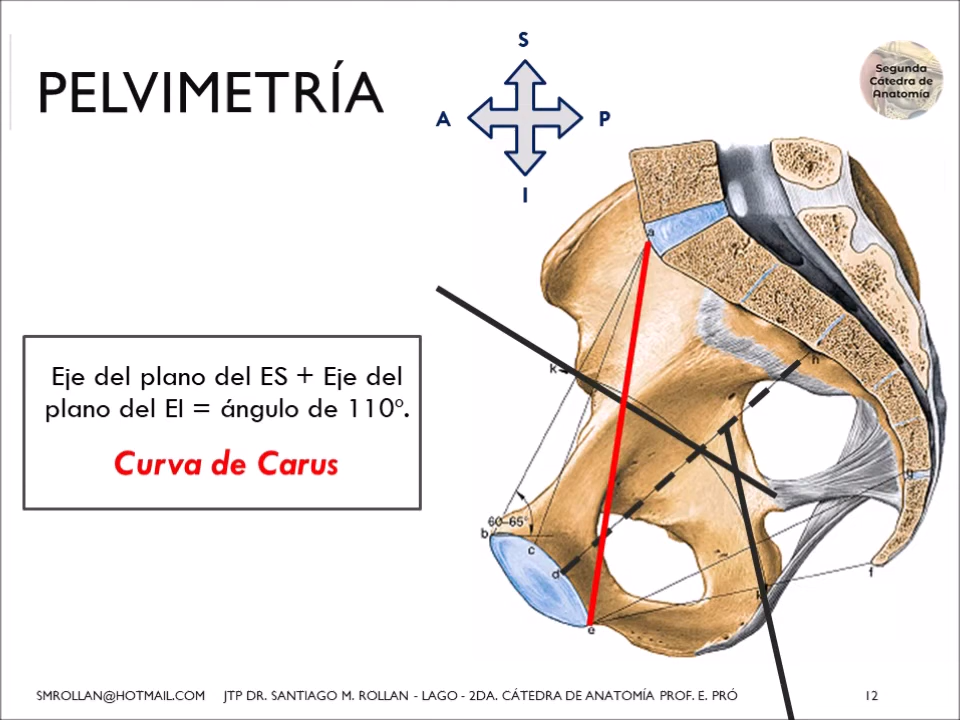 S
Segunda
Cátedra de
Anatomía
PELVIMETRÍA
A
P
I
a
h
k
Eje del plano del ES + Eje del
plano del EI = ángulo de 110º.
Curva de Carus
g
60–65°
b
c
d
f
k
e
SMROLLAN@HOTMAIL.COM JTP DR. SANTIAGO M. ROLLAN - LAGO - 2DA. CÁTEDRA DE ANATOMÍA PROF. E. PRÓ
12